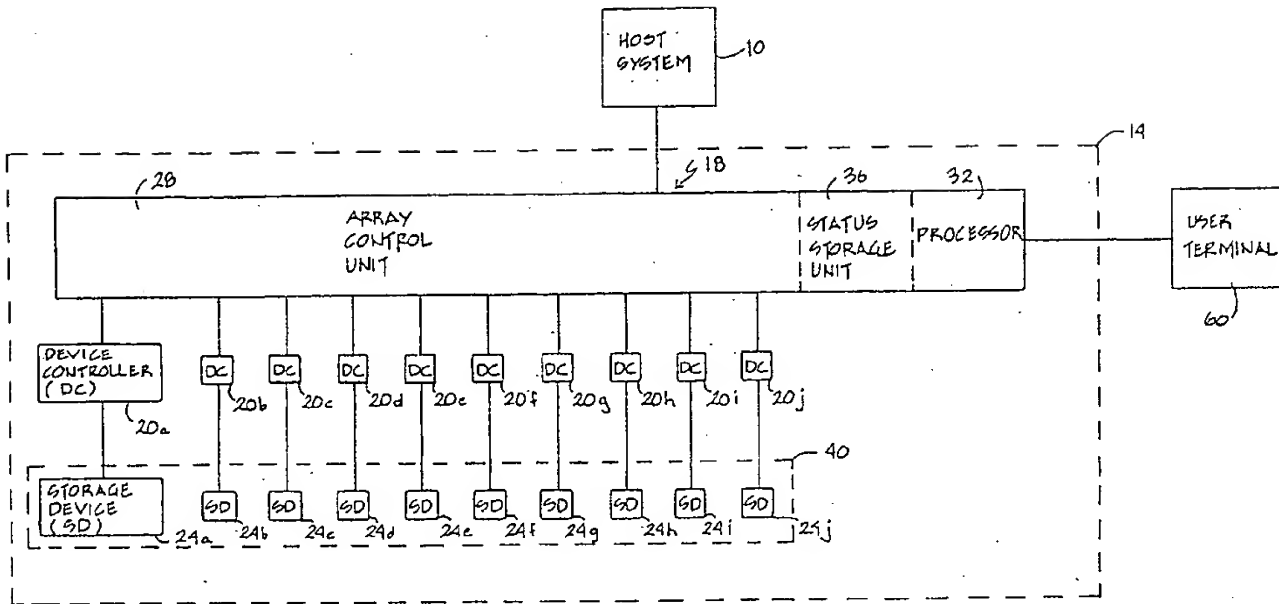 HOST
SYSTEM
10
14
18
28
ARRAY
CONTROL
UNIT
36
STATUS
STORAGE
UNIT
32
PROCESSOR
USER
TERMINAL
60
DEVICE
CONTROLLER
(DC)
20a
DC
20b
DC
20c
DC
20d
DC
20e
DC
20f
DC
20g
DC
20h
DC
20i
DC
20j
40
STORAGE
DEVICE
(SD)
24a
SD
24b
SD
24c
SD
24d
SD
24e
SD
24f
SD
24g
SD
24h
SD
24i
SD
24j